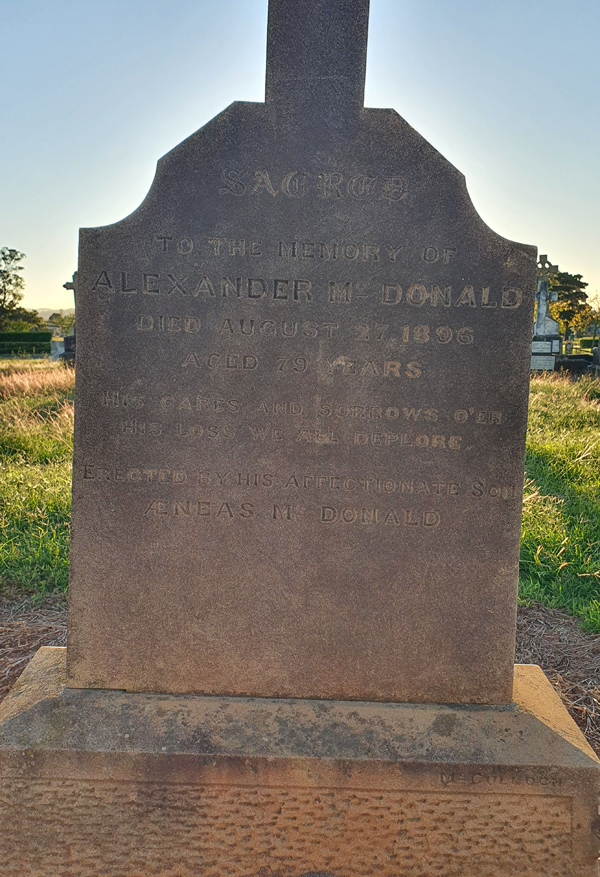 SACRED
TO THE MEMORY OF
ALEXANDER Mc DONALD
DIED AUGUST 27, 1896
AGED 9 YEARS
HIS CARES AND SORROWS O'ER
HIS LOSS WE ALL DEPLORE
ERECTED BY HIS AFFECTIONATE SON
ÆNEAS Mc DONALD